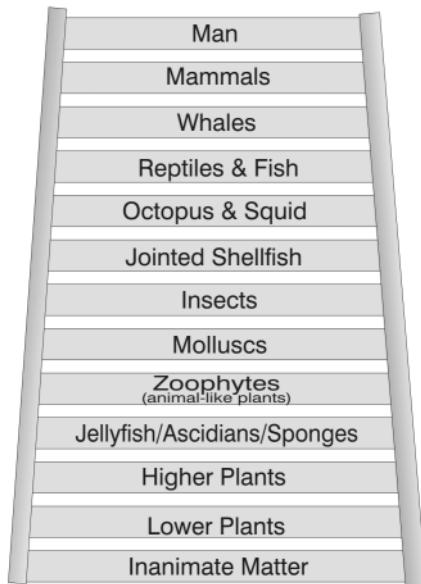 Man
Mammals
Whales
Reptiles & Fish
Octopus & Squid
Jointed Shellfish
Insects
Molluscs
Zoophytes
(animal-like plants)
Jellyfish/Ascidians/Sponges
Higher Plants
Lower Plants
Inanimate Matter